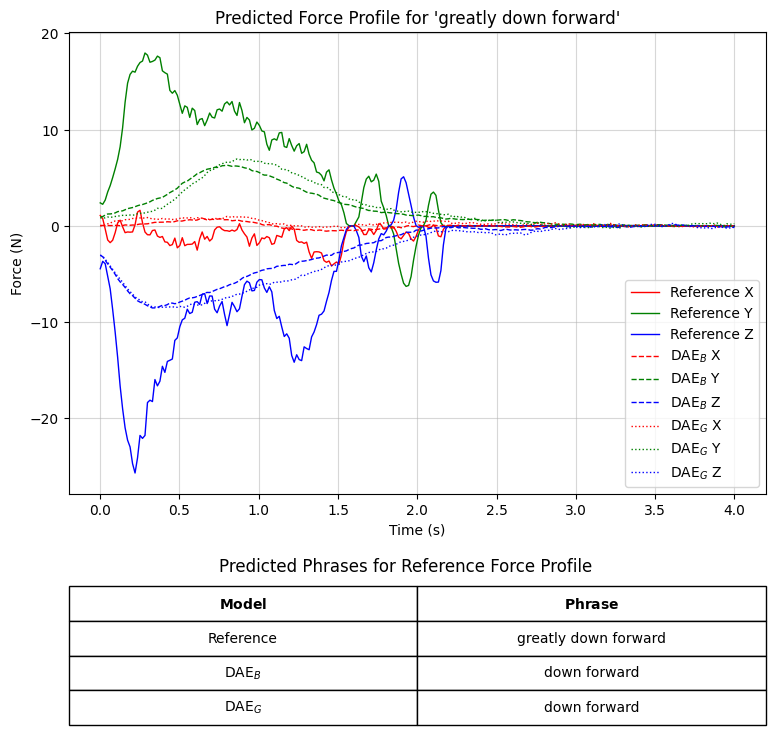 Predicted Force Profile for 'greatly down forward'
20
10
0
−10
−20
Force (N)
0.0 0.5 1.0 1.5 2.0 2.5 3.0 3.5 4.0
Time (s)
Reference X
Reference Y
Reference Z
DAE_B X
DAE_B Y
DAE_B Z
DAE_G X
DAE_G Y
DAE_G Z
Predicted Phrases for Reference Force Profile
Model Phrase
Reference greatly down forward
DAE_B down forward
DAE_G down forward